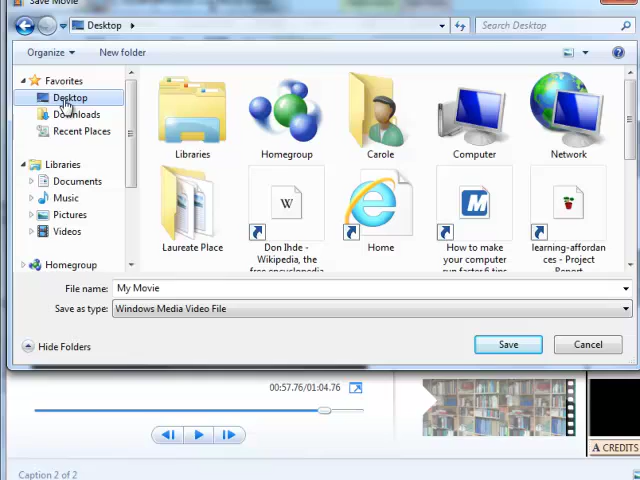 Save Movie
Desktop
Search Desktop
Organize
New folder
Favorites
Desktop
Downloads
Recent Places
Libraries
Documents
Music
Pictures
Videos
Homegroup
Libraries
Homegroup
Carole
Computer
Network
Laureate Place
Don Ihde -
Wikipedia, the
free encyclopedia
Home
How to make
your computer
run faster 6 tips
learning-affordan
ces - Project
Report
File name: My Movie
Save as type: Windows Media Video File
Hide Folders
Save
Cancel
00:57.76/01:04.76
A CREDITS
Caption 2 of 2